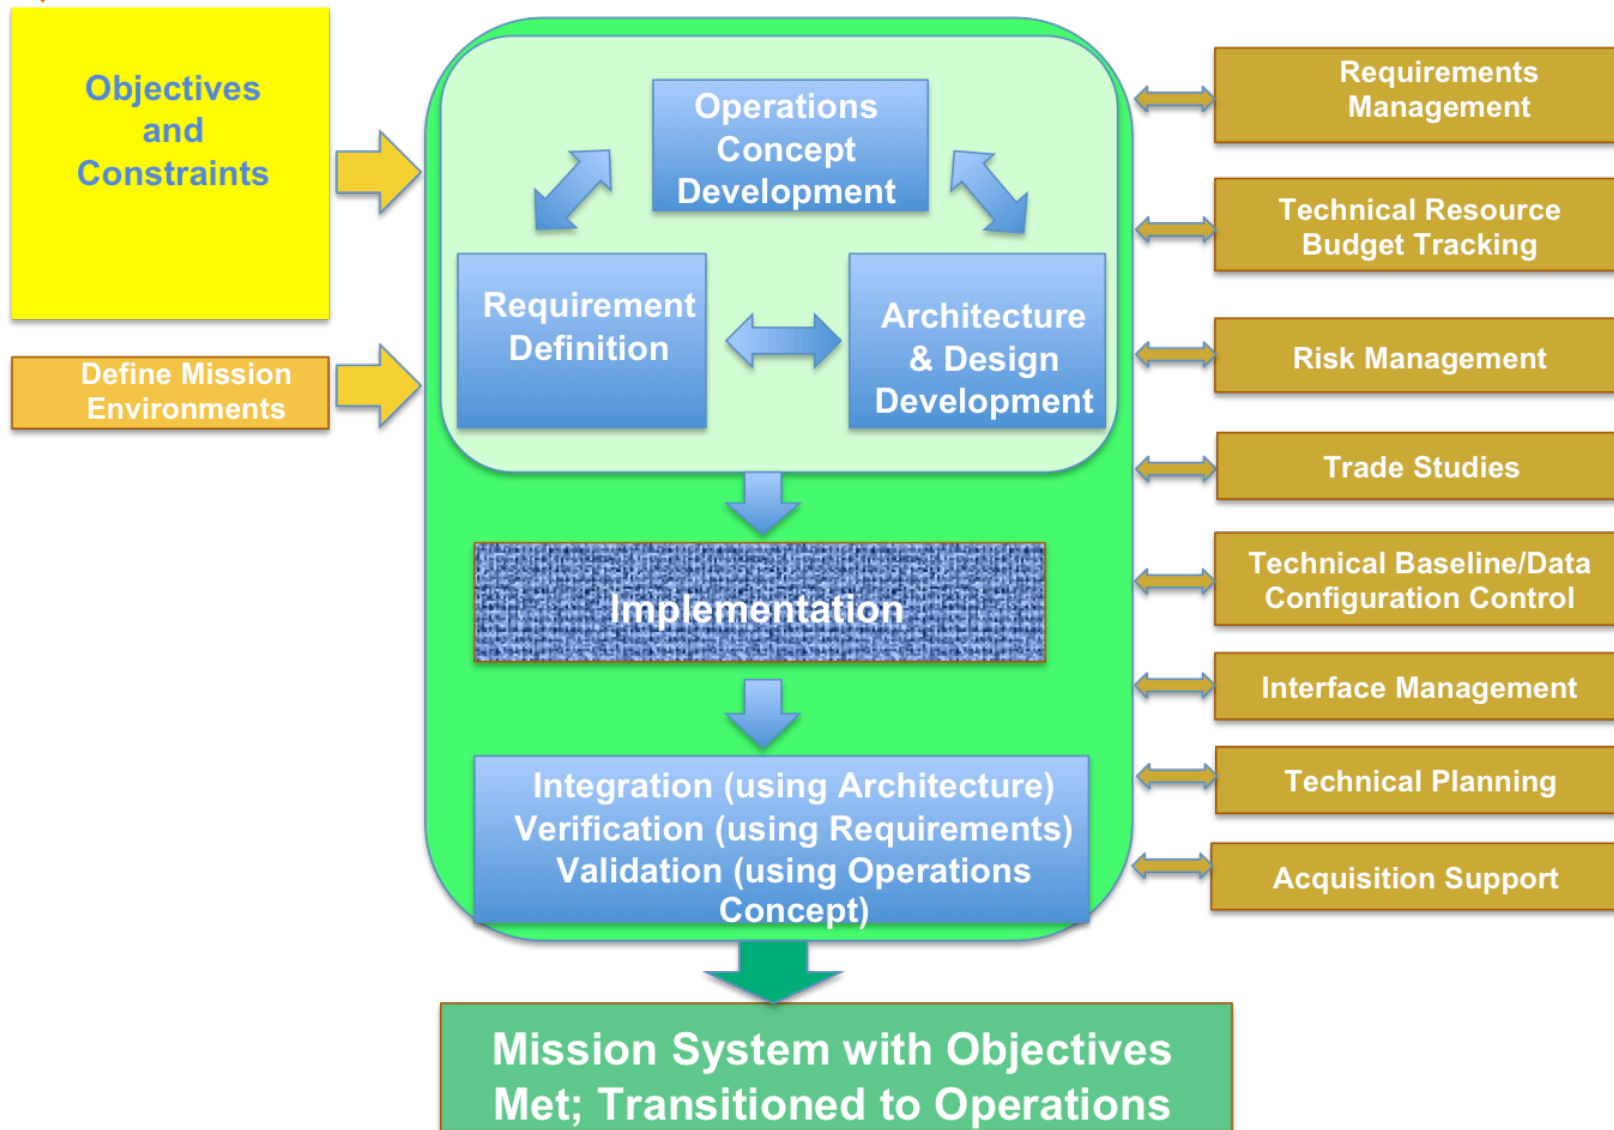 Objectives
and
Constraints
Define Mission
Environments
Operations
Concept
Development
Requirement
Definition
Architecture
& Design
Development
Implementation
Integration (using Architecture)
Verification (using Requirements)
Validation (using Operations
Concept)
Mission System with Objectives
Met; Transitioned to Operations
Requirements
Management
Technical Resource
Budget Tracking
Risk Management
Trade Studies
Technical Baseline/Data
Configuration Control
Interface Management
Technical Planning
Acquisition Support